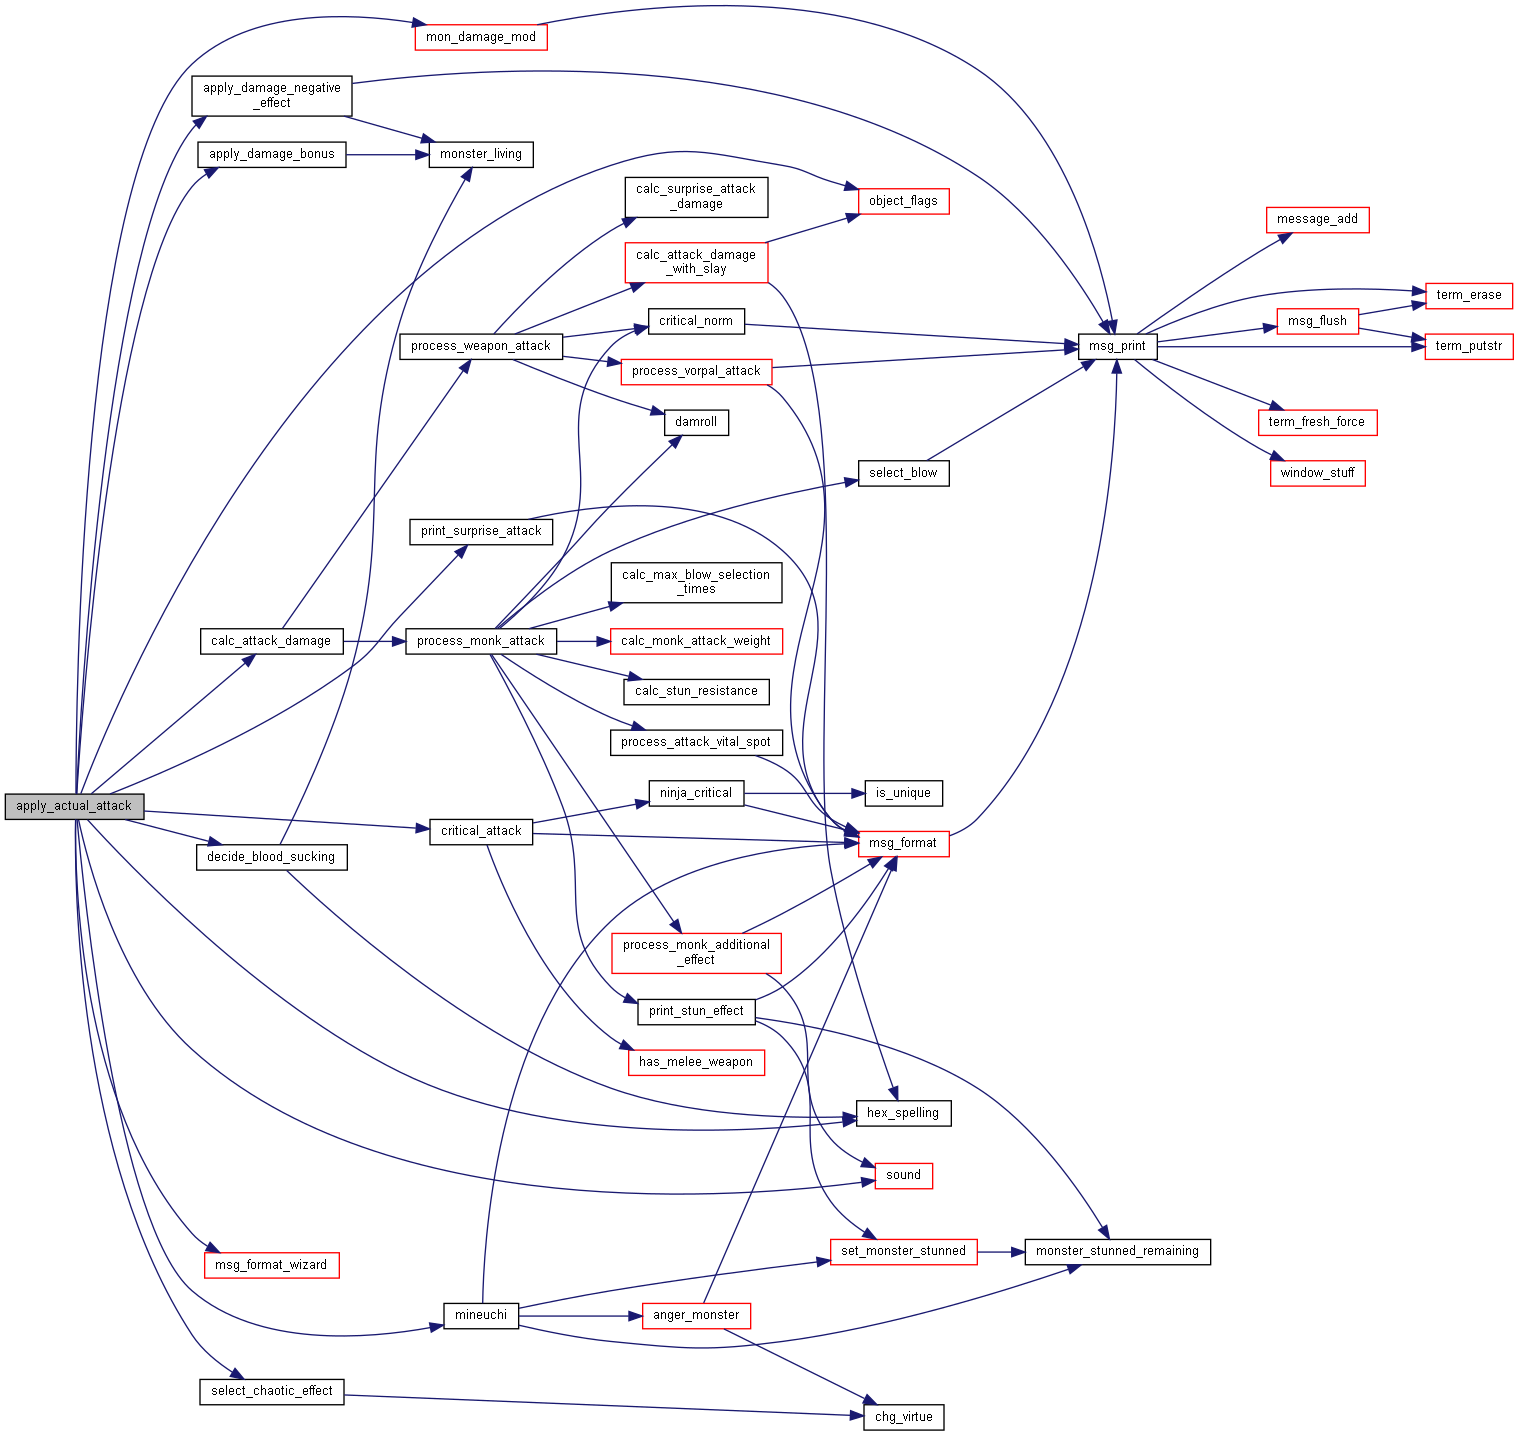 mon_damage_mod
apply_damage_negative
_effect
apply_damage_bonus
monster_living
calc_surprise_attack
_damage
object_flags
message_add
calc_attack_damage
_with_slay
term_erase
critical_norm
msg_flush
process_weapon_attack
msg_print
term_putstr
process_vorpal_attack
damroll
term_fresh_force
select_blow
window_stuff
print_surprise_attack
calc_max_blow_selection
_times
calc_attack_damage
process_monk_attack
calc_monk_attack_weight
calc_stun_resistance
process_attack_vital_spot
ninja_critical
is_unique
apply_actual_attack
critical_attack
msg_format
decide_blood_sucking
process_monk_additional
_effect
print_stun_effect
has_melee_weapon
hex_spelling
sound
set_monster_stunned
monster_stunned_remaining
msg_format_wizard
mineuchi
anger_monster
select_chaotic_effect
chg_virtue